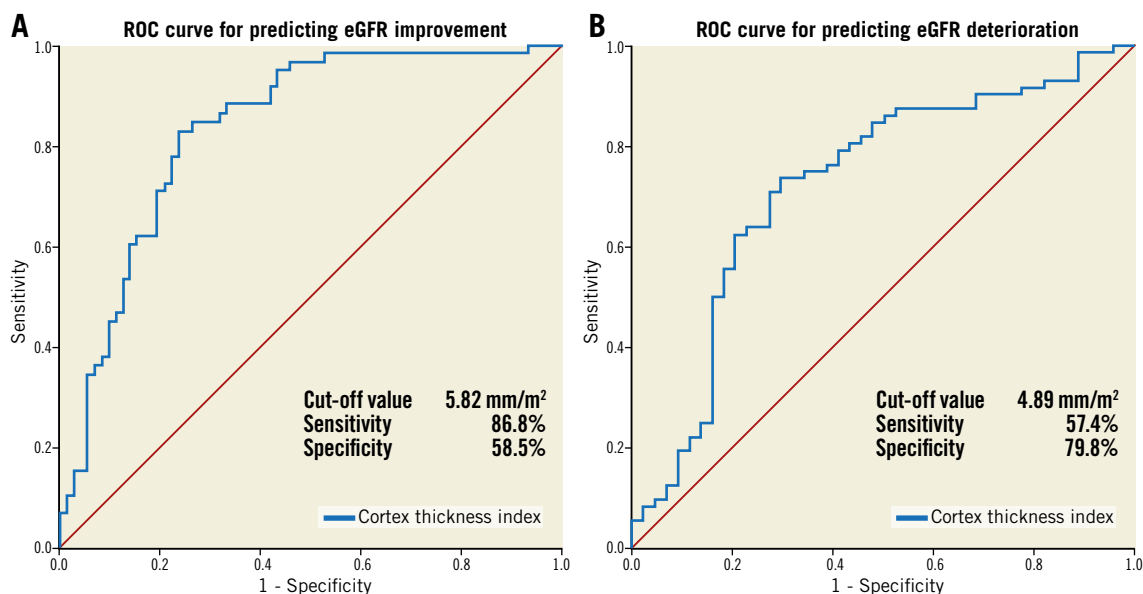 A
ROC curve for predicting eGFR improvement
1.0
0.8
0.6
0.4
0.2
0.0
Sensitivity
Cut-off value 5.82 mm/m²
Sensitivity 86.8%
Specificity 58.5%
Cortex thickness index
0.0 0.2 0.4 0.6 0.8 1.0
1 - Specificity
B
ROC curve for predicting eGFR deterioration
1.0
0.8
0.6
0.4
0.2
0.0
Sensitivity
Cut-off value 4.89 mm/m²
Sensitivity 57.4%
Specificity 79.8%
Cortex thickness index
0.0 0.2 0.4 0.6 0.8 1.0
1 - Specificity